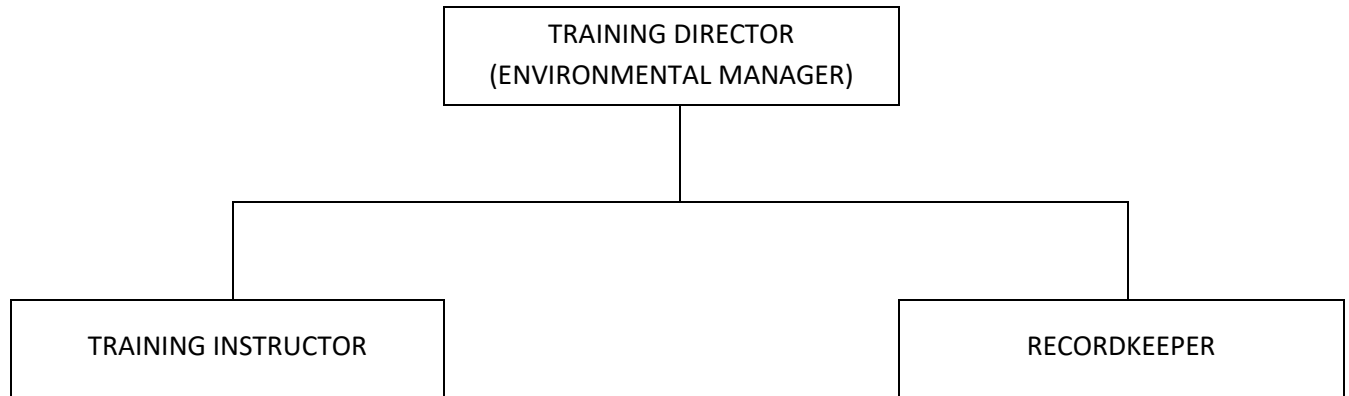 TRAINING DIRECTOR
(ENVIRONMENTAL MANAGER)
TRAINING INSTRUCTOR
RECORDKEEPER